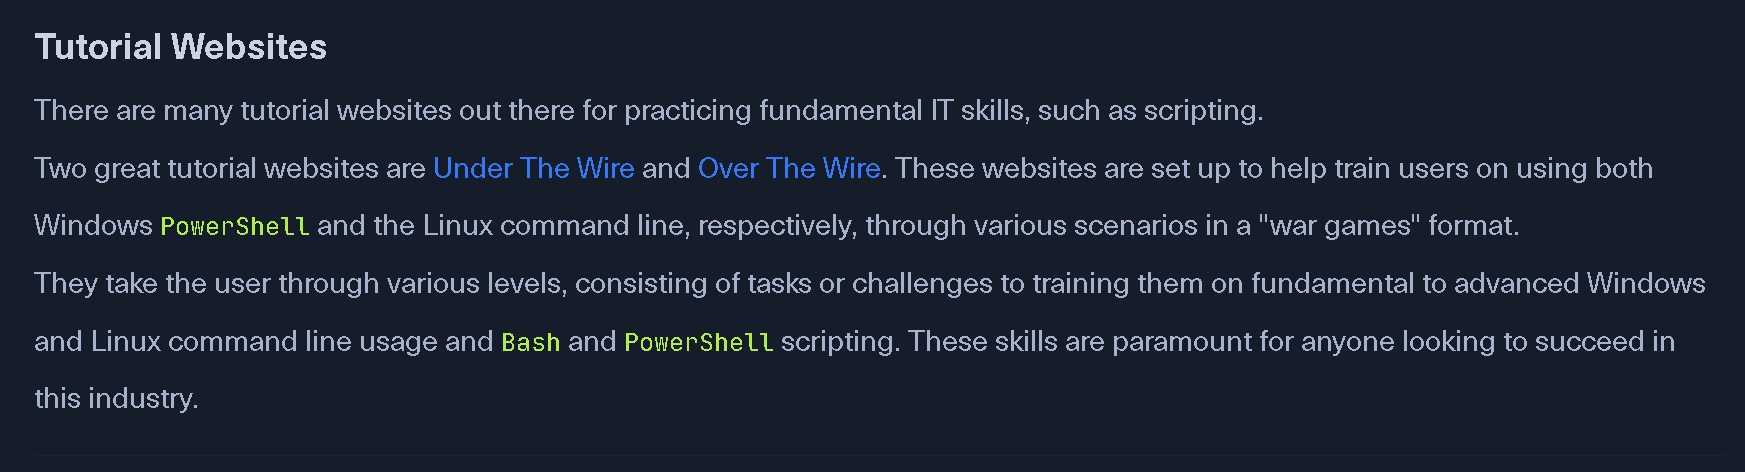 Tutorial Websites
There are many tutorial websites out there for practicing fundamental IT skills, such as scripting.
Two great tutorial websites are Under The Wire and Over The Wire. These websites are set up to help train users on using both
Windows PowerShell and the Linux command line, respectively, through various scenarios in a "war games" format.
They take the user through various levels, consisting of tasks or challenges to training them on fundamental to advanced Windows
and Linux command line usage and Bash and PowerShell scripting. These skills are paramount for anyone looking to succeed in
this industry.